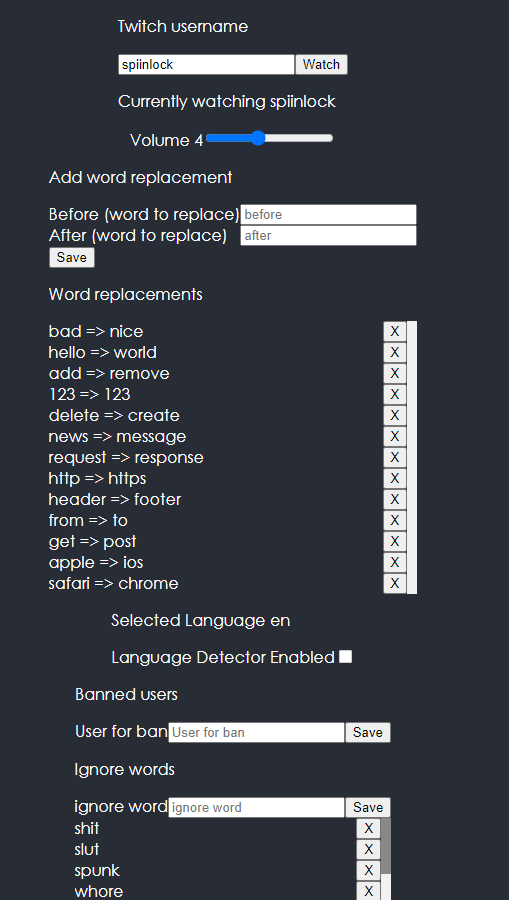 Twitch username
spiinlock Watch
Currently watching spiinlock
Volume 4
Add word replacement
Before (word to replace) before
After (word to replace) after
Save
Word replacements
bad => nice X
hello => world X
add => remove X
123 => 123 X
delete => create X
news => message X
request => response X
http => https X
header => footer X
from => to X
get => post X
apple => ios X
safari => chrome X
Selected Language en
Language Detector Enabled
Banned users
User for ban User for ban Save
Ignore words
ignore word ignore word Save
shit X
slut X
spunk X
whore X